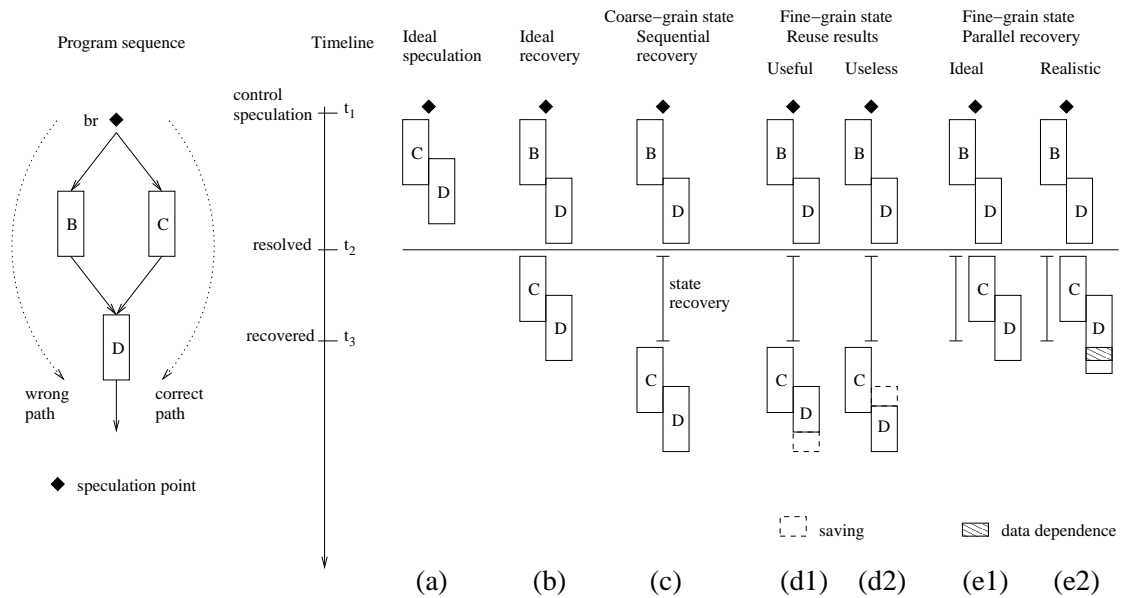 Program sequence
br
B
C
D
wrong
path
correct
path
speculation point
Timeline
control
speculation
t1
resolved
t2
recovered
t3
Ideal
speculation
C
D
(a)
Ideal
recovery
B
D
C
D
(b)
Coarse−grain state
Sequential
recovery
B
D
state
recovery
C
D
(c)
Fine−grain state
Reuse results
Useful
B
D
C
D
(d1)
Useless
B
D
C
D
(d2)
saving
Fine−grain state
Parallel recovery
Ideal
B
D
C
D
(e1)
Realistic
B
D
C
D
(e2)
data dependence